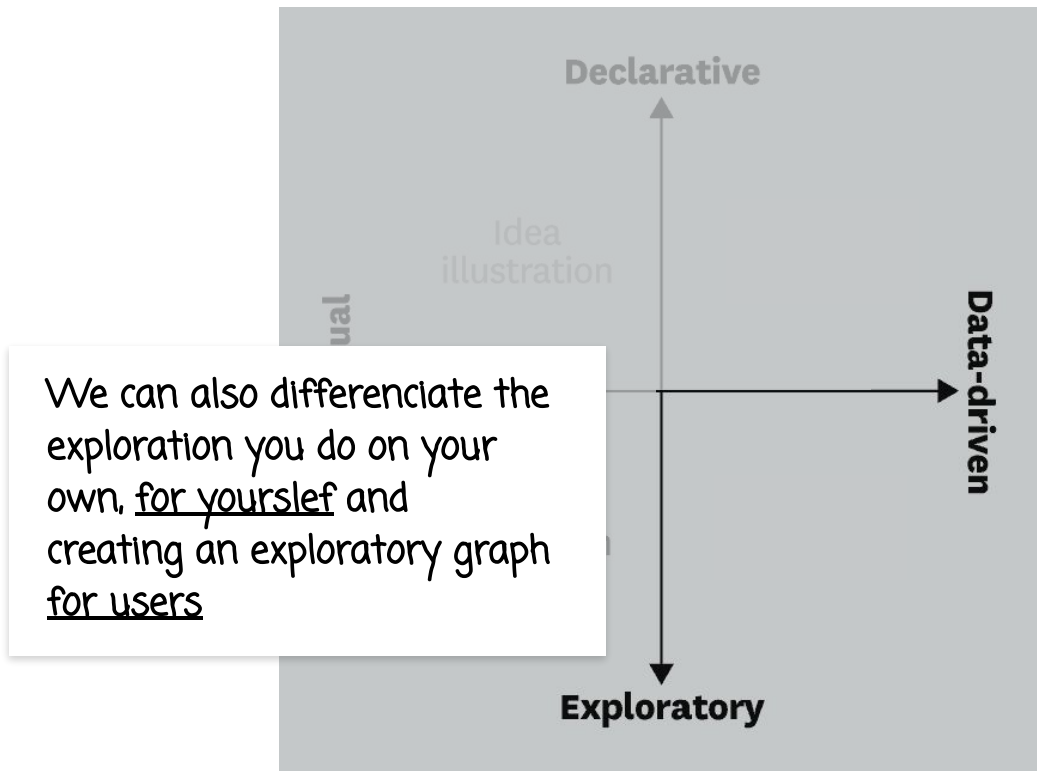 Declarative
Idea
illustration
ual
Data-driven
We can also differenciate the
exploration you do on your
own, for yourslef and
creating an exploratory graph
for users
n
Exploratory